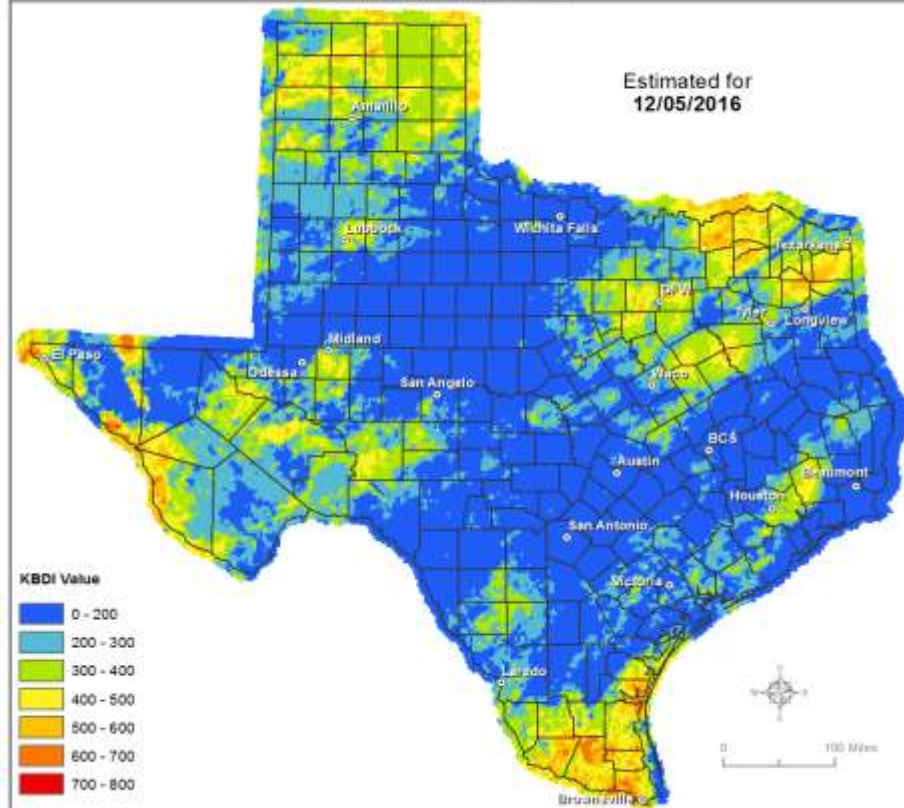 Estimated for
12/05/2016
Amarillo
Lubbock
Wichita Falls
Texarkana
DFW
Tyler
Longview
El Paso
Midland
Odessa
San Angelo
Waco
BCS
Austin
Beaumont
Houston
San Antonio
Victoria
Laredo
Brownsville
KBDI Value
0 - 200
200 - 300
300 - 400
400 - 500
500 - 600
600 - 700
700 - 800
0 100 Miles